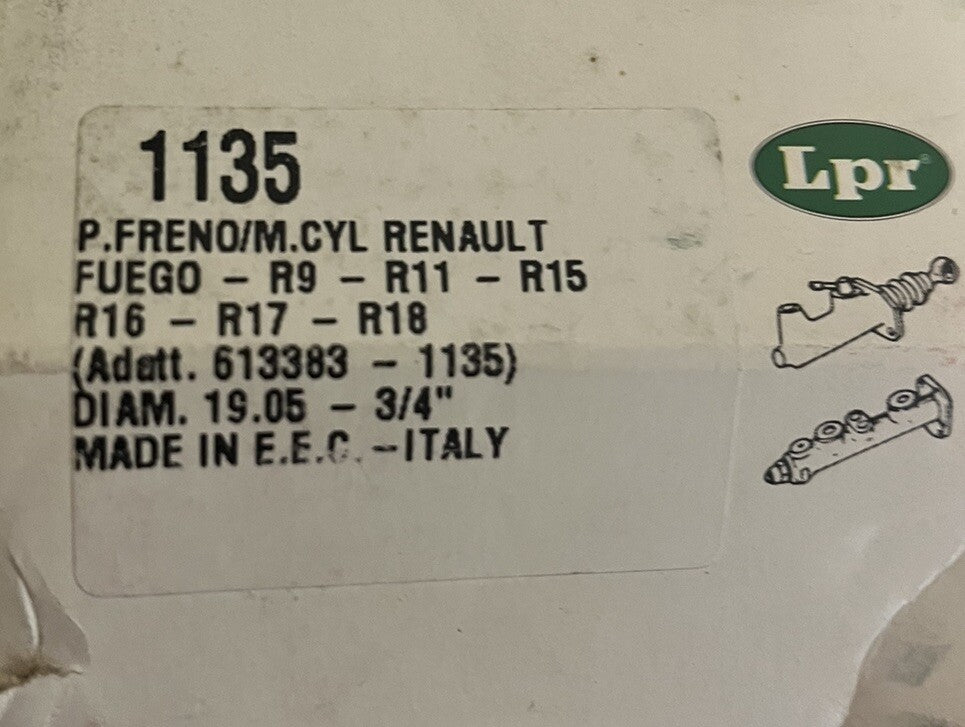 1135
Lpr
P.FRENO/M.CYL RENAULT
FUEGO - R9 - R11 - R15
R16 - R17 - R18
(Adatt. 613383 - 1135)
DIAM. 19.05 - 3/4"
MADE IN E.E.C. -ITALY